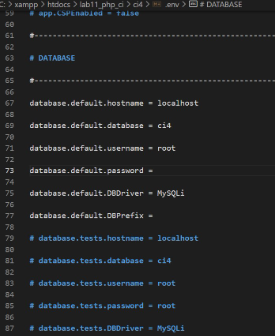 C: > xampp > htdocs > lab11_php_ci > ci4 > .env > # DATABASE
59 # app.CSPEnabled = false
60
61 #--------------------------------------------------------------------
62
63 # DATABASE
64
65 #--------------------------------------------------------------------
66
67 database.default.hostname = localhost
68
69 database.default.database = ci4
70
71 database.default.username = root
72
73 database.default.password =
74
75 database.default.DBDriver = MySQLi
76
77 database.default.DBPrefix =
78
79 # database.tests.hostname = localhost
80
81 # database.tests.database = ci4
82
83 # database.tests.username = root
84
85 # database.tests.password = root
86
87 # database.tests.DBDriver = MySQLi